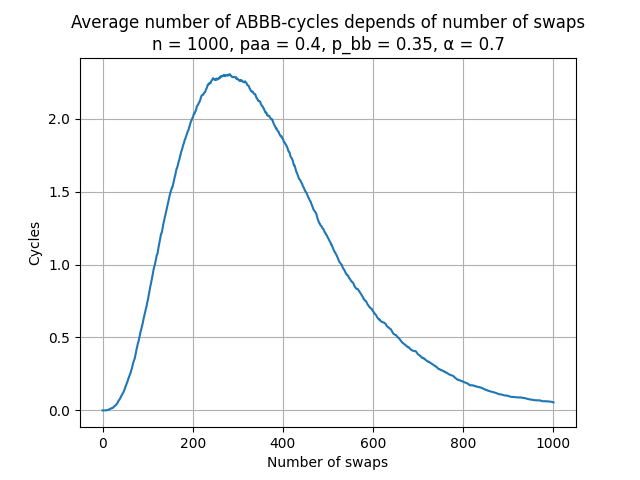 Average number of ABBB-cycles depends of number of swaps
n = 1000, paa = 0.4, p_bb = 0.35, α = 0.7
2.0
1.5
1.0
0.5
0.0
Cycles
0 200 400 600 800 1000
Number of swaps